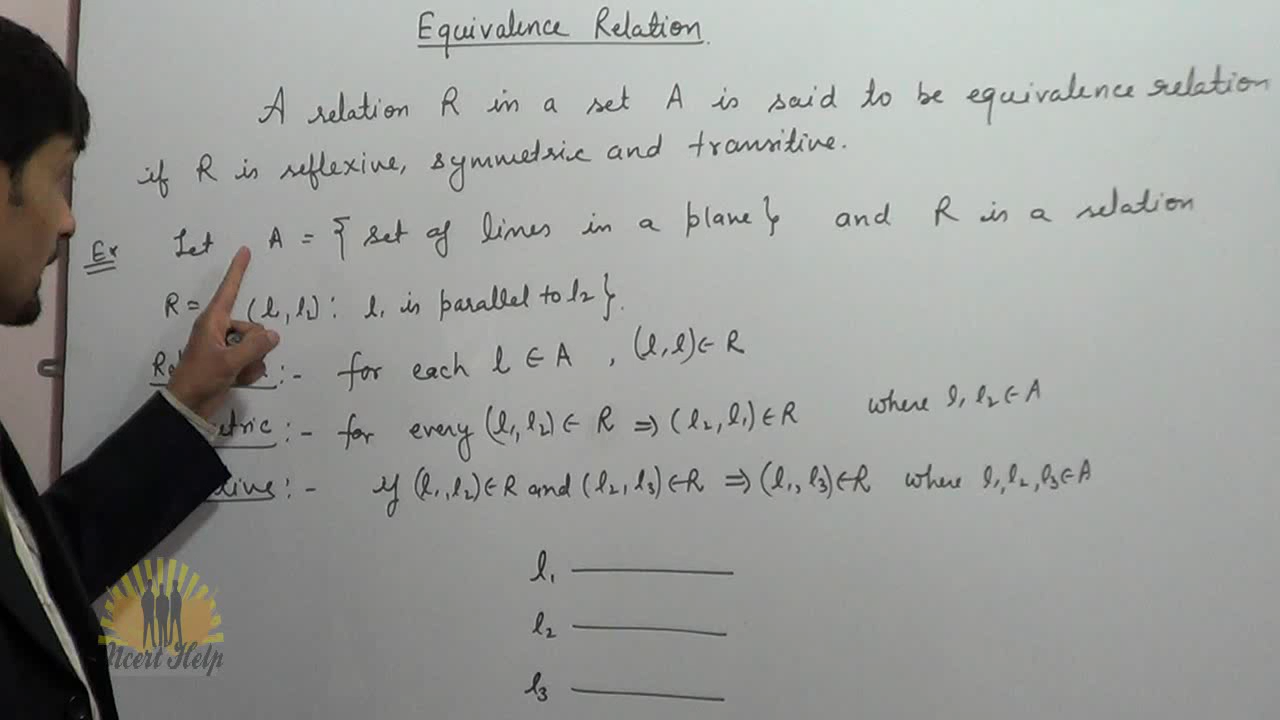 Equivalence Relation.
A relation R in a set A is said to be equivalence relation
if R is reflexive, symmetric and transitive.
Ex Let A = { set of lines in a plane } and R is a relation
R = (l₁, l₂) : l₁ is parallel to l₂ }.
:- for each l ∈ A , (l, l) ∈ R
:- for every (l₁, l₂) ∈ R ⇒ (l₂, l₁) ∈ R where l₁ l₂ ∈ A
:- if (l₁, l₂) ∈ R and (l₂, l₃) ∈ R ⇒ (l₁, l₃) ∈ R where l₁, l₂, l₃ ∈ A
l₁
l₂
l₃
Ncert Help